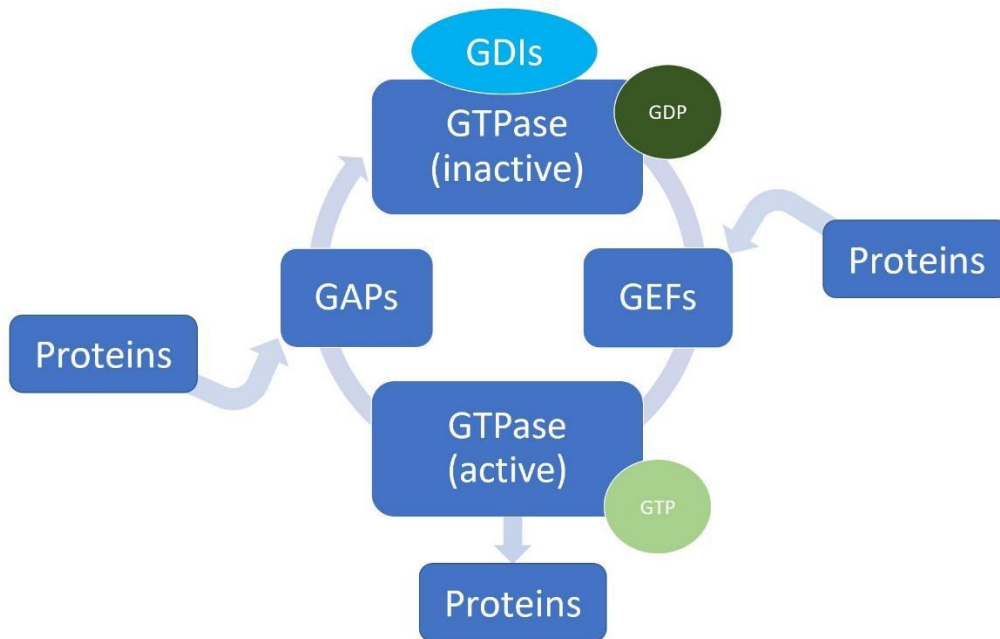 GDIs
GTPase
(inactive)
GDP
Proteins
GAPs
GEFs
Proteins
GTPase
(active)
GTP
Proteins